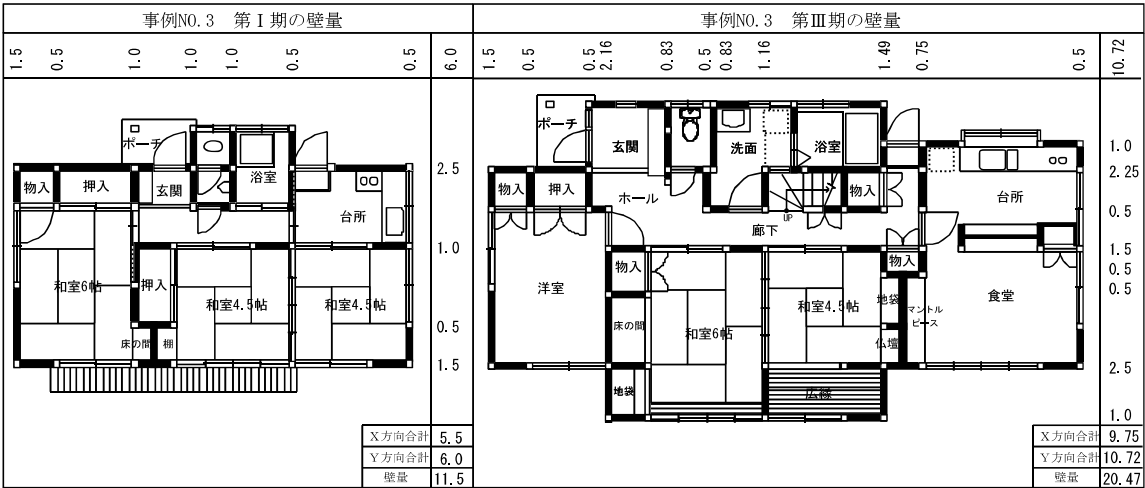 事例NO.3　第Ⅰ期の壁量
1.5 0.5 1.0 1.0 1.0 0.5 0.5 6.0
ポーチ
物入 押入 玄関 浴室 台所
和室6帖 押入 和室4.5帖 和室4.5帖
床の間 棚
2.5
1.0
0.5
1.5
X方向合計 5.5
Y方向合計 6.0
壁量 11.5
事例NO.3　第Ⅲ期の壁量
1.5 0.5 0.5 2.16 0.83 0.5 0.83 1.16 1.49 0.75 0.5 10.72
ポーチ 玄関 洗面 浴室
物入 押入 ホール 物入 台所
UP
廊下
洋室 物入 物入
床の間 和室6帖 和室4.5帖 地袋 マントルピース 食堂
仏壇
地袋 広縁
1.0
2.25
0.5
1.5
0.5
0.5
2.5
1.0
X方向合計 9.75
Y方向合計 10.72
壁量 20.47